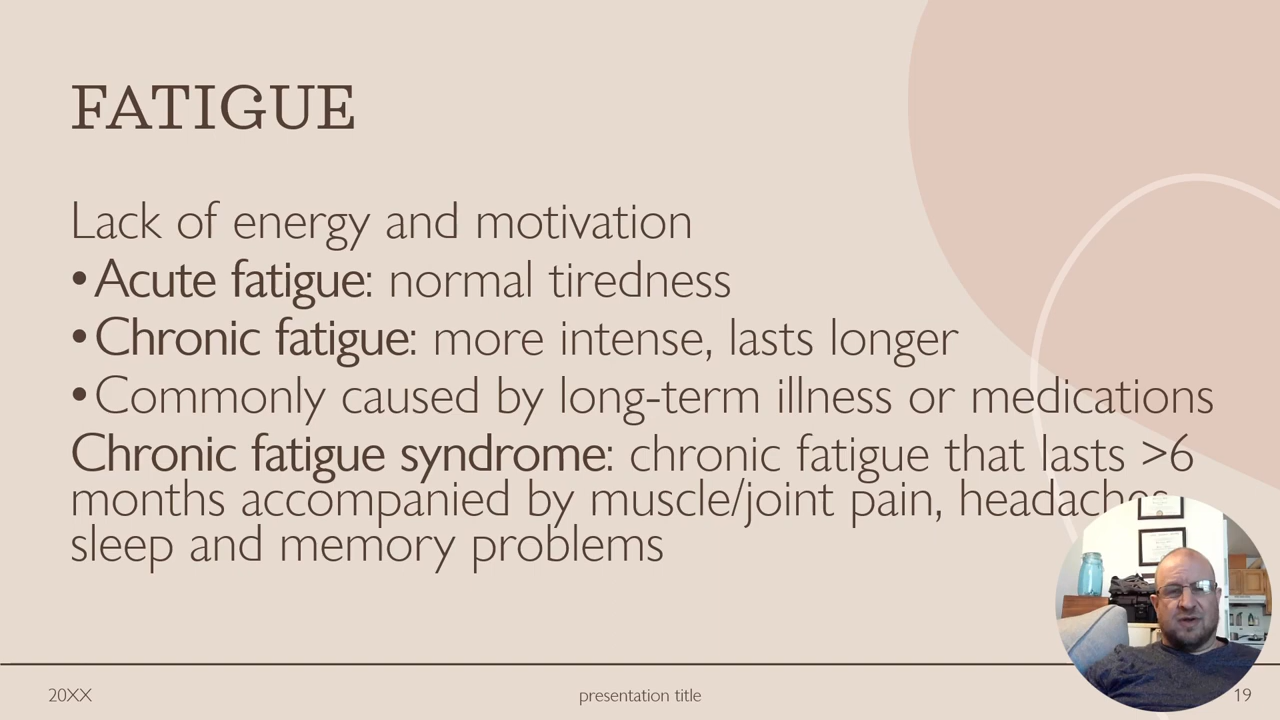 FATIGUE
Lack of energy and motivation
•Acute fatigue: normal tiredness
•Chronic fatigue: more intense, lasts longer
•Commonly caused by long-term illness or medications
Chronic fatigue syndrome: chronic fatigue that lasts >6
months accompanied by muscle/joint pain, headaches
sleep and memory problems
20XX
presentation title
19